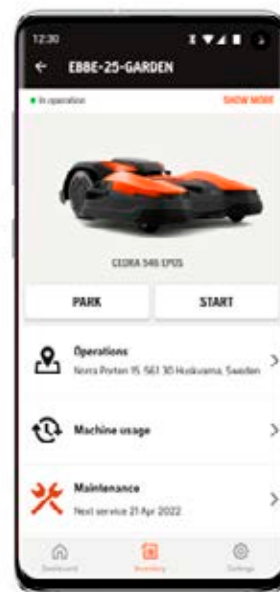 12:30
EBBE-25-GARDEN
In operation SHOW MORE
CEORA 546 EPOS
PARK START
Operations
Norra Porten 15, 561 30 Huskvarna, Sweden
Machine usage
Maintenance
Next service 21 Apr 2022
Dashboard Inventory Settings